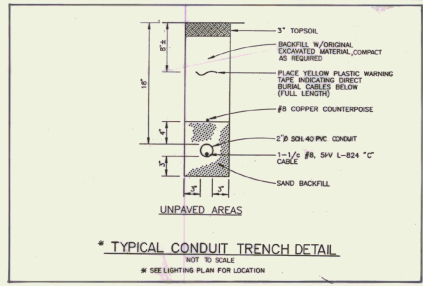 3" TOPSOIL
BACKFILL W/ORIGINAL
EXCAVATED MATERIAL, COMPACT
AS REQUIRED
8"±
18"
PLACE YELLOW PLASTIC WARNING
TAPE INDICATING DIRECT
BURIAL CABLES BELOW
(FULL LENGTH)
#8 COPPER COUNTERPOISE
4"
2"Ø SCH. 40 PVC CONDUIT
1-1/c #8, 5kV L-824 "C"
CABLE
3"
SAND BACKFILL
3"
3"
UNPAVED AREAS
* TYPICAL CONDUIT TRENCH DETAIL
NOT TO SCALE
* SEE LIGHTING PLAN FOR LOCATION